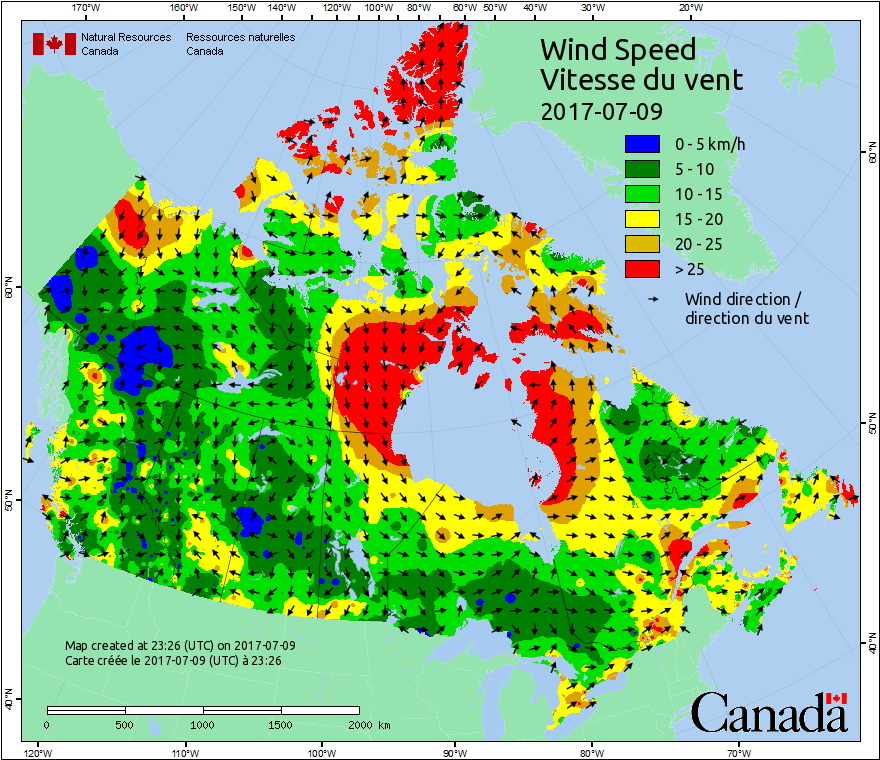 170°W 160°W 150°W 140°W 130°W 120°W 110°W 100°W 90°W 80°W 70°W 60°W 50°W 40°W 30°W 20°W
Natural Resources Ressources naturelles
Canada Canada
Wind Speed
Vitesse du vent
2017-07-09
0 - 5 km/h
5 - 10
10 - 15
15 - 20
20 - 25
> 25
Wind direction /
direction du vent
60°N
60°N
50°N
50°N
40°N
40°N
Map created at 23:26 (UTC) on 2017-07-09
Carte créée le 2017-07-09 (UTC) à 23:26
0 500 1000 1500 2000 km
Canada
120°W 110°W 100°W 90°W 80°W 70°W